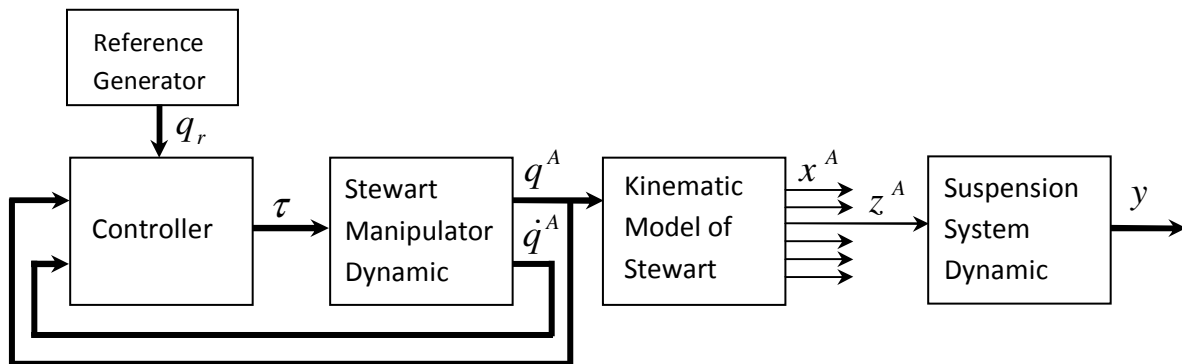 Reference
Generator
q_r
Controller
τ
Stewart
Manipulator
Dynamic
q^A
q̇^A
Kinematic
Model of
Stewart
x^A
z^A
Suspension
System
Dynamic
y